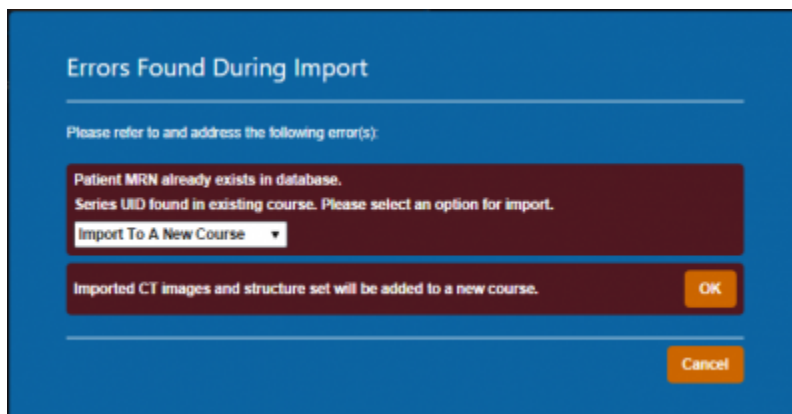 Errors Found During Import
Please refer to and address the following error(s):
Patient MRN already exists in database.
Series UID found in existing course. Please select an option for import.
Import To A New Course
Imported CT images and structure set will be added to a new course.
OK
Cancel